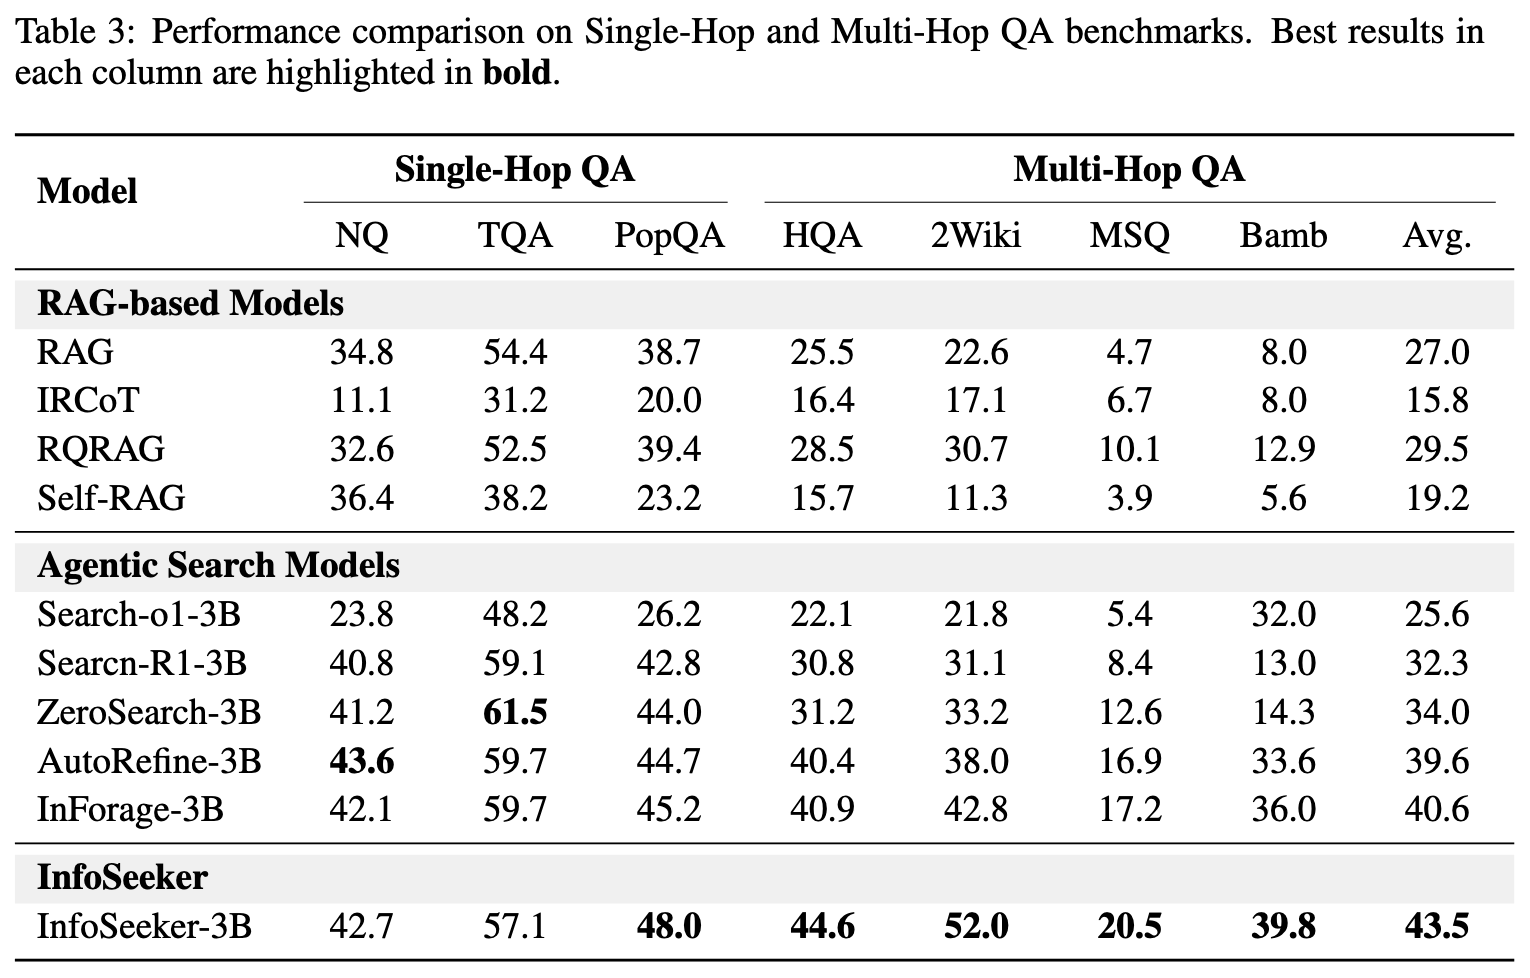 Table 3: Performance comparison on Single-Hop and Multi-Hop QA benchmarks. Best results in
each column are highlighted in bold.
Model Single-Hop QA Multi-Hop QA
NQ TQA PopQA HQA 2Wiki MSQ Bamb Avg.
RAG-based Models
RAG 34.8 54.4 38.7 25.5 22.6 4.7 8.0 27.0
IRCoT 11.1 31.2 20.0 16.4 17.1 6.7 8.0 15.8
RQRAG 32.6 52.5 39.4 28.5 30.7 10.1 12.9 29.5
Self-RAG 36.4 38.2 23.2 15.7 11.3 3.9 5.6 19.2
Agentic Search Models
Search-o1-3B 23.8 48.2 26.2 22.1 21.8 5.4 32.0 25.6
Searcn-R1-3B 40.8 59.1 42.8 30.8 31.1 8.4 13.0 32.3
ZeroSearch-3B 41.2 61.5 44.0 31.2 33.2 12.6 14.3 34.0
AutoRefine-3B 43.6 59.7 44.7 40.4 38.0 16.9 33.6 39.6
InForage-3B 42.1 59.7 45.2 40.9 42.8 17.2 36.0 40.6
InfoSeeker
InfoSeeker-3B 42.7 57.1 48.0 44.6 52.0 20.5 39.8 43.5